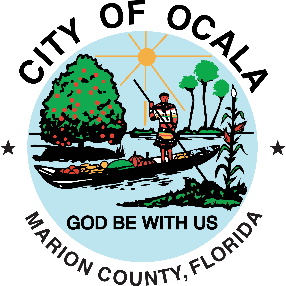 CITY OF OCALA
GOD BE WITH US
MARION COUNTY, FLORIDA